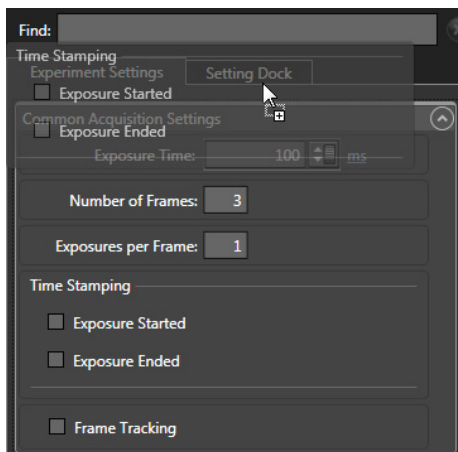 Find:
Time Stamping
Experiment Settings Setting Dock
Exposure Started
Common Acquisition Settings
Exposure Ended
Exposure Time: 100 ms
Number of Frames: 3
Exposures per Frame: 1
Time Stamping
Exposure Started
Exposure Ended
Frame Tracking